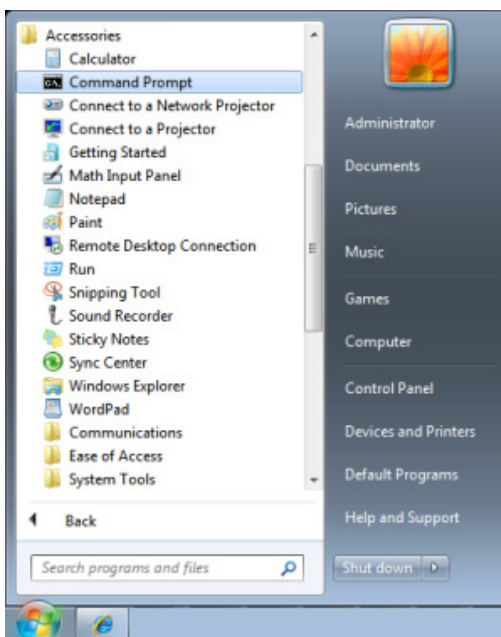 Accessories
Calculator
Command Prompt
Connect to a Network Projector
Connect to a Projector
Getting Started
Math Input Panel
Notepad
Paint
Remote Desktop Connection
Run
Snipping Tool
Sound Recorder
Sticky Notes
Sync Center
Windows Explorer
WordPad
Communications
Ease of Access
System Tools
Back
Search programs and files
Administrator
Documents
Pictures
Music
Games
Computer
Control Panel
Devices and Printers
Default Programs
Help and Support
Shut down